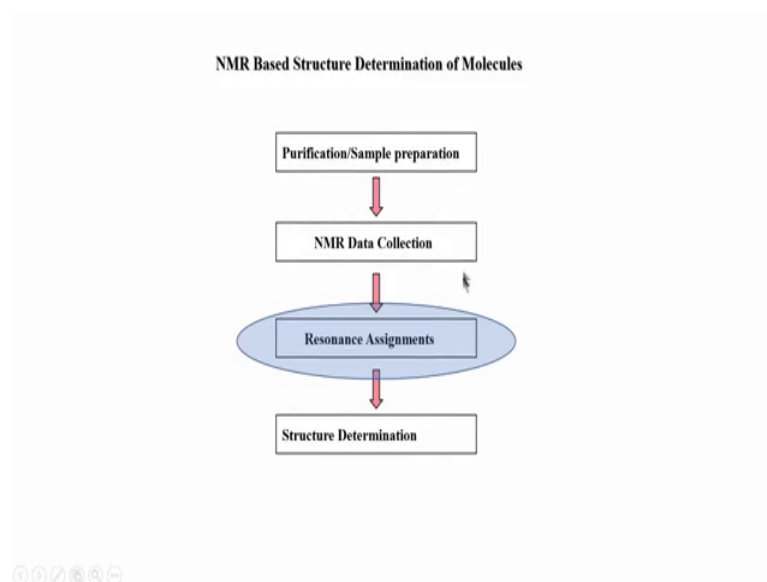 NMR Based Structure Determination of Molecules
Purification/Sample preparation
NMR Data Collection
Resonance Assignments
Structure Determination